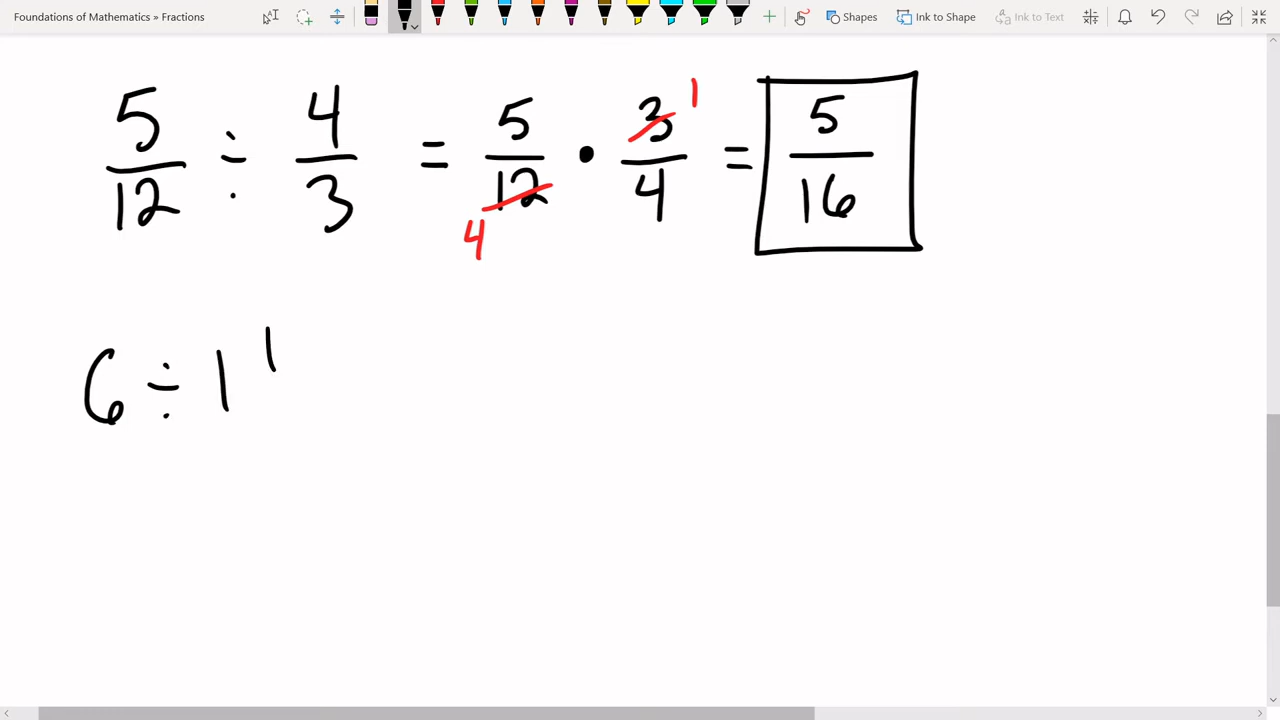 Foundations of Mathematics » Fractions Shapes Ink to Shape Ink to Text
5/12 ÷ 4/3 = 5/12 4 • 3/4 1 = 5/16
6 ÷ 1 1